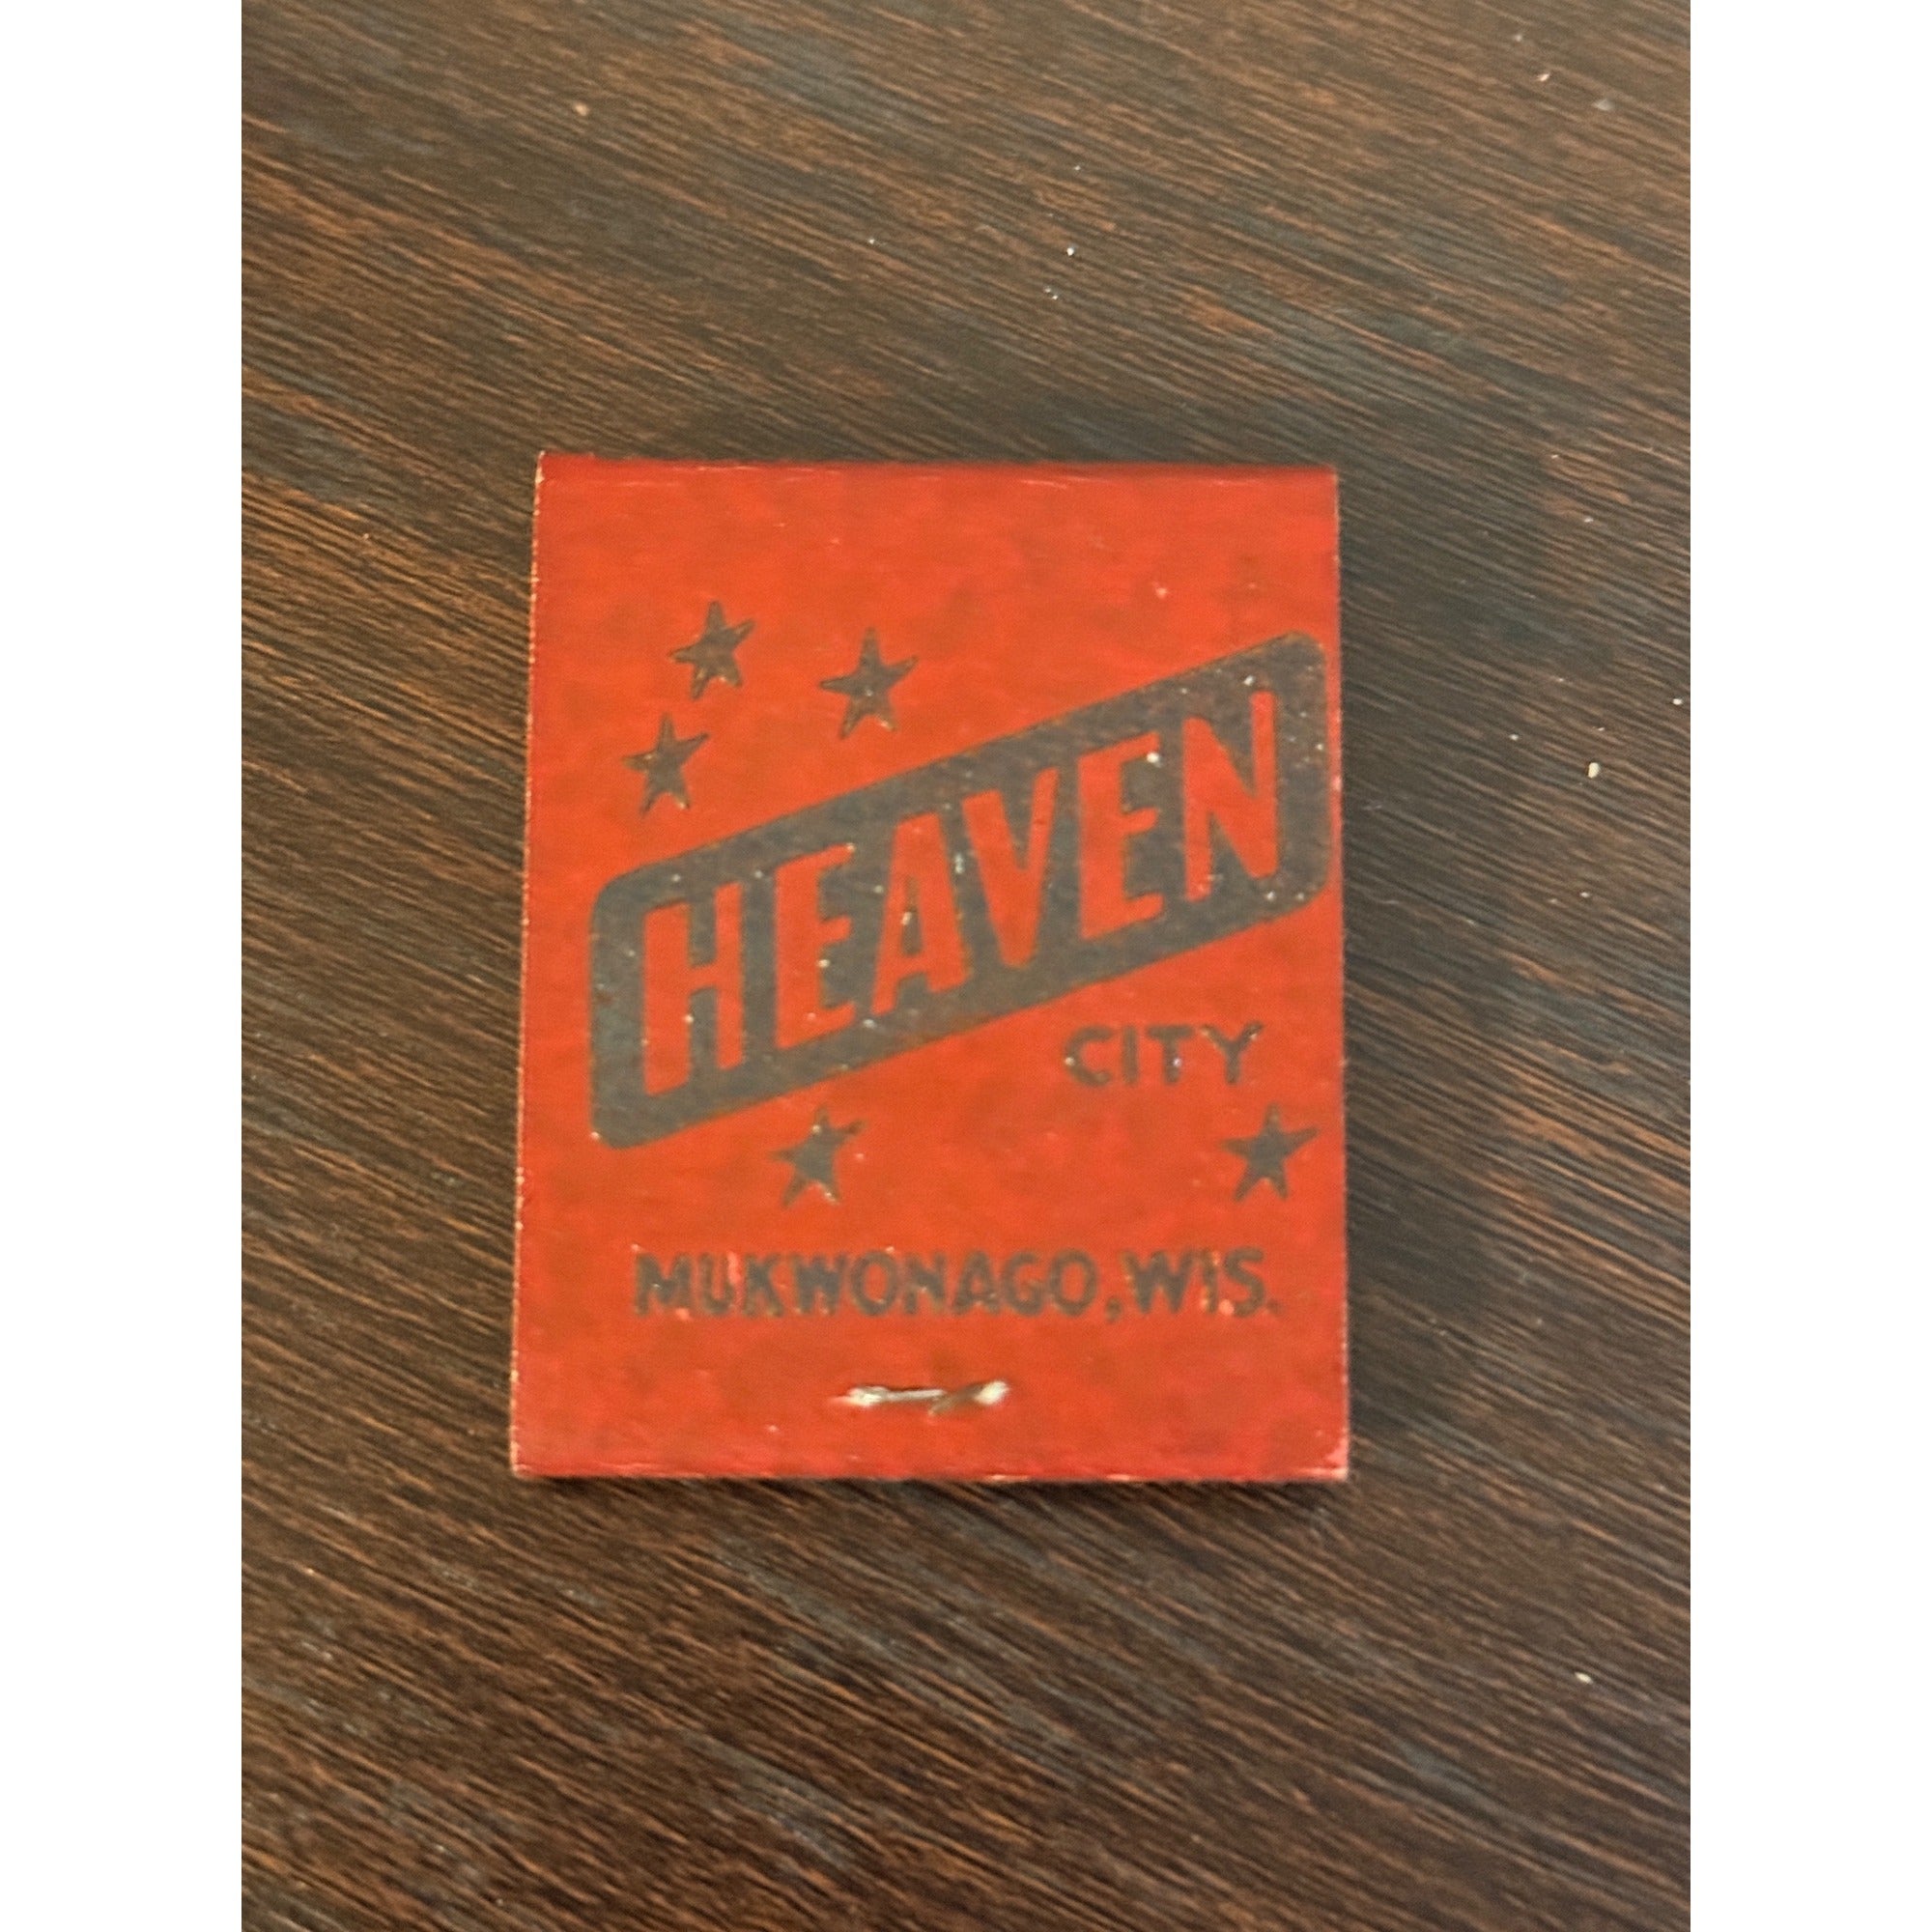 HEAVEN
CITY
MUKWONAGO, WIS.